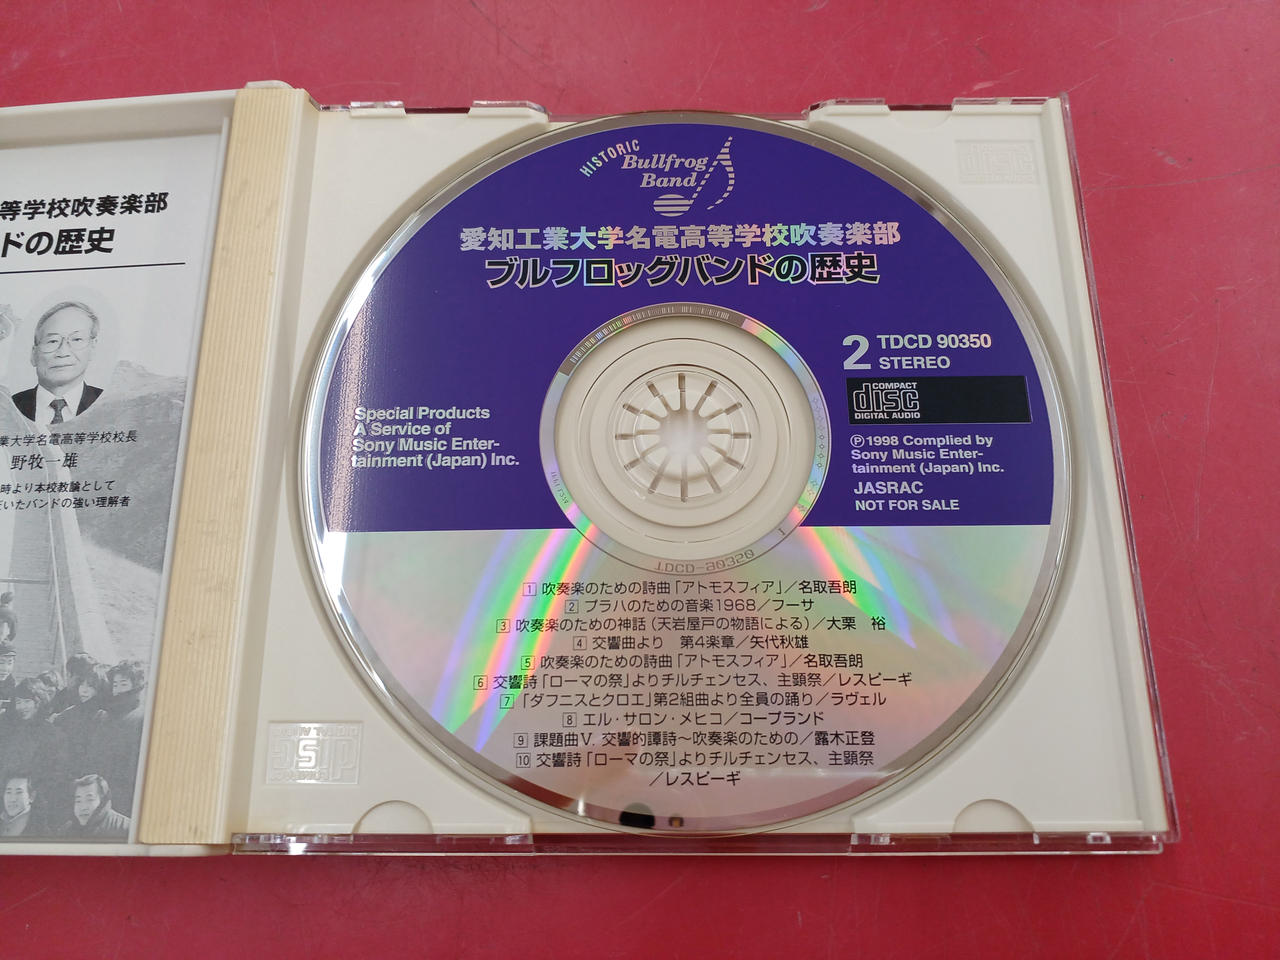 等学校吹奏楽部
ドの歴史
業大学名電高等学校校長
野牧一雄
時より本校教諭として
だいたバンドの強い理解者
HISTORIC
Bullfrog
Band
愛知工業大学名電高等学校吹奏楽部
ブルフロッグバンドの歴史
2 TDCD 90350
STEREO
COMPACT
disc
DIGITAL AUDIO
Special Products
A Service of
Sony Music Enter-
tainment (Japan) Inc.
Ⓟ1998 Complied by
Sony Music Enter-
tainment (Japan) Inc.
JASRAC
NOT FOR SALE
1 吹奏楽のための詩曲「アトモスフィア」／名取吾朗
2 プラハのための音楽1968／フーサ
3 吹奏楽のための神話（天岩屋戸の物語による）／大栗　裕
4 交響曲より　第4楽章／矢代秋雄
5 吹奏楽のための詩曲「アトモスフィア」／名取吾朗
6 交響詩「ローマの祭」よりチルチェンセス、主顕祭／レスピーギ
7 「ダフニスとクロエ」第2組曲より全員の踊り／ラヴェル
8 エル・サロン・メヒコ／コープランド
9 課題曲Ⅴ. 交響的譚詩～吹奏楽のための／露木正登
10 交響詩「ローマの祭」よりチルチェンセス、主顕祭
／レスピーギ